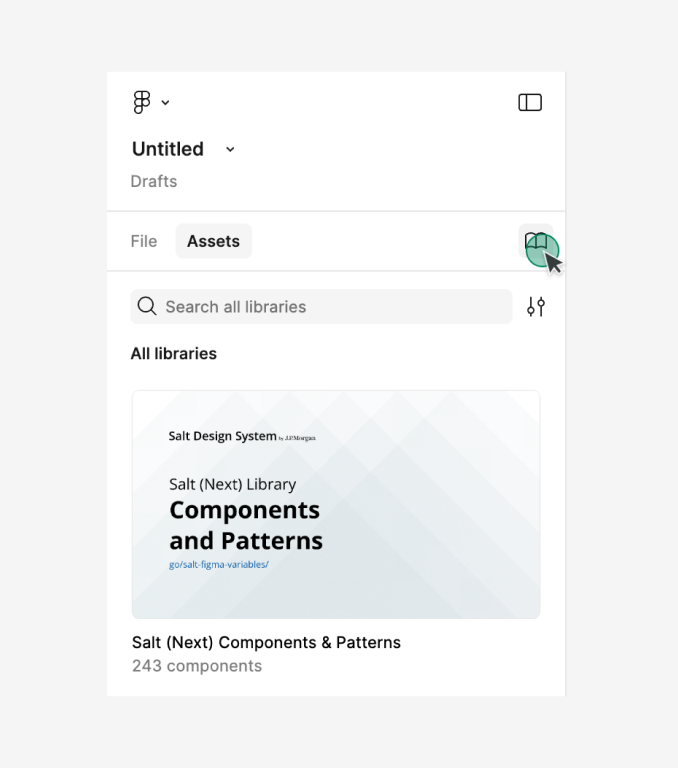 Untitled
Drafts
File
Assets
Search all libraries
All libraries
Salt Design System by J.P.Morgan
Salt (Next) Library
Components
and Patterns
go/salt-figma-variables/
Salt (Next) Components & Patterns
243 components